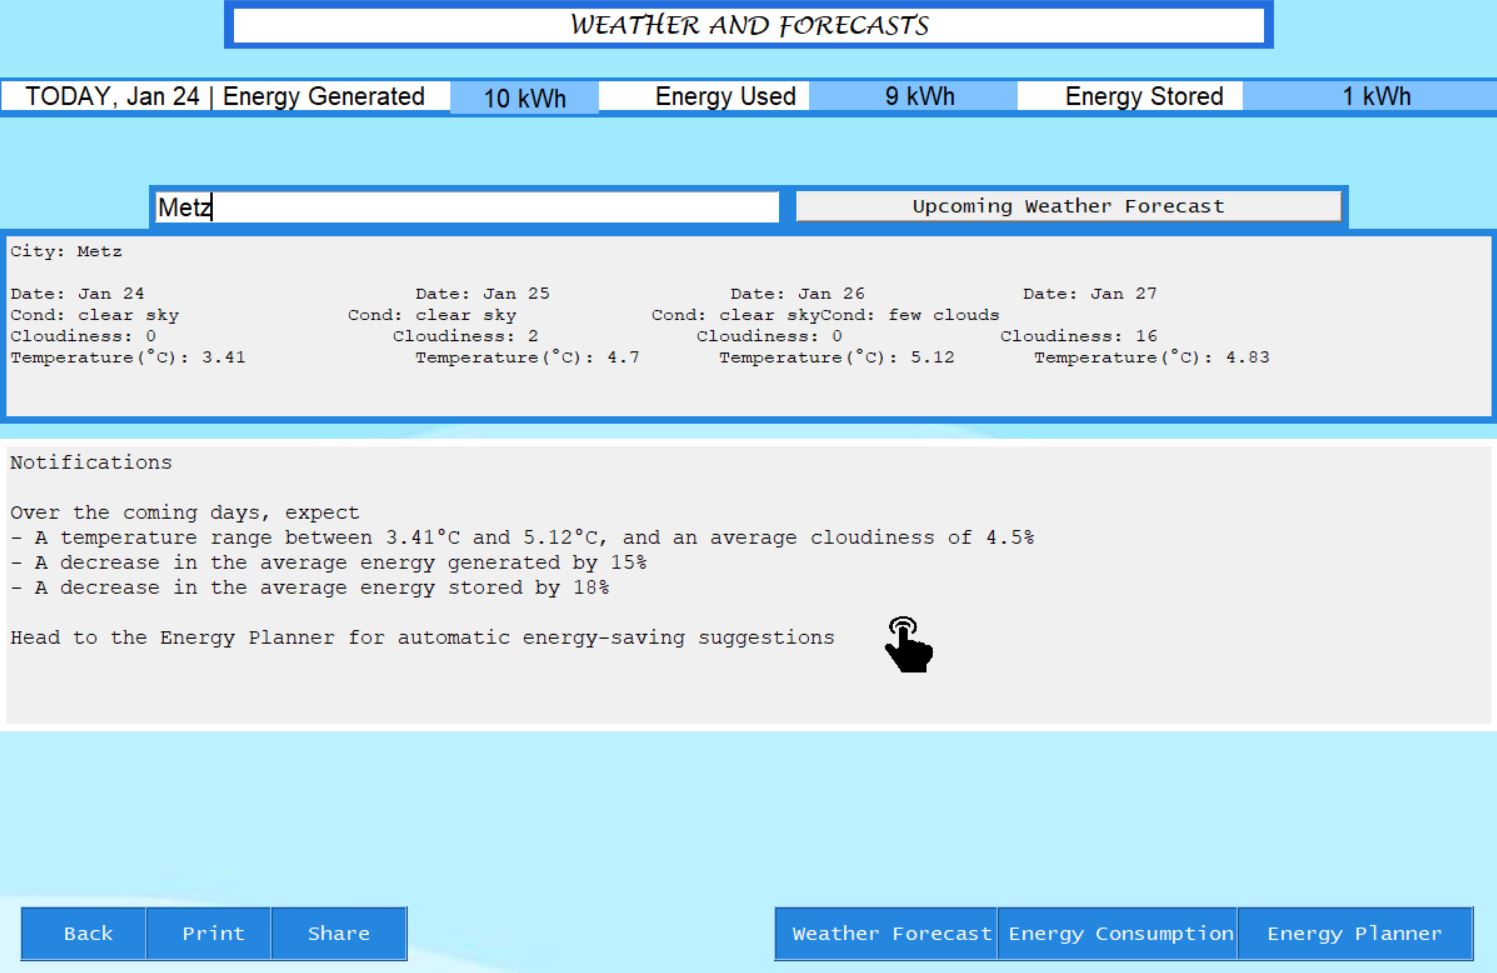 WEATHER AND FORECASTS
TODAY, Jan 24 | Energy Generated 10 kWh Energy Used 9 kWh Energy Stored 1 kWh
Metz Upcoming Weather Forecast
City: Metz
Date: Jan 24 Date: Jan 25 Date: Jan 26 Date: Jan 27
Cond: clear sky Cond: clear sky Cond: clear skyCond: few clouds
Cloudiness: 0 Cloudiness: 2 Cloudiness: 0 Cloudiness: 16
Temperature(°C): 3.41 Temperature(°C): 4.7 Temperature(°C): 5.12 Temperature(°C): 4.83
Notifications
Over the coming days, expect
- A temperature range between 3.41°C and 5.12°C, and an average cloudiness of 4.5%
- A decrease in the average energy generated by 15%
- A decrease in the average energy stored by 18%
Head to the Energy Planner for automatic energy-saving suggestions
Back Print Share Weather Forecast Energy Consumption Energy Planner